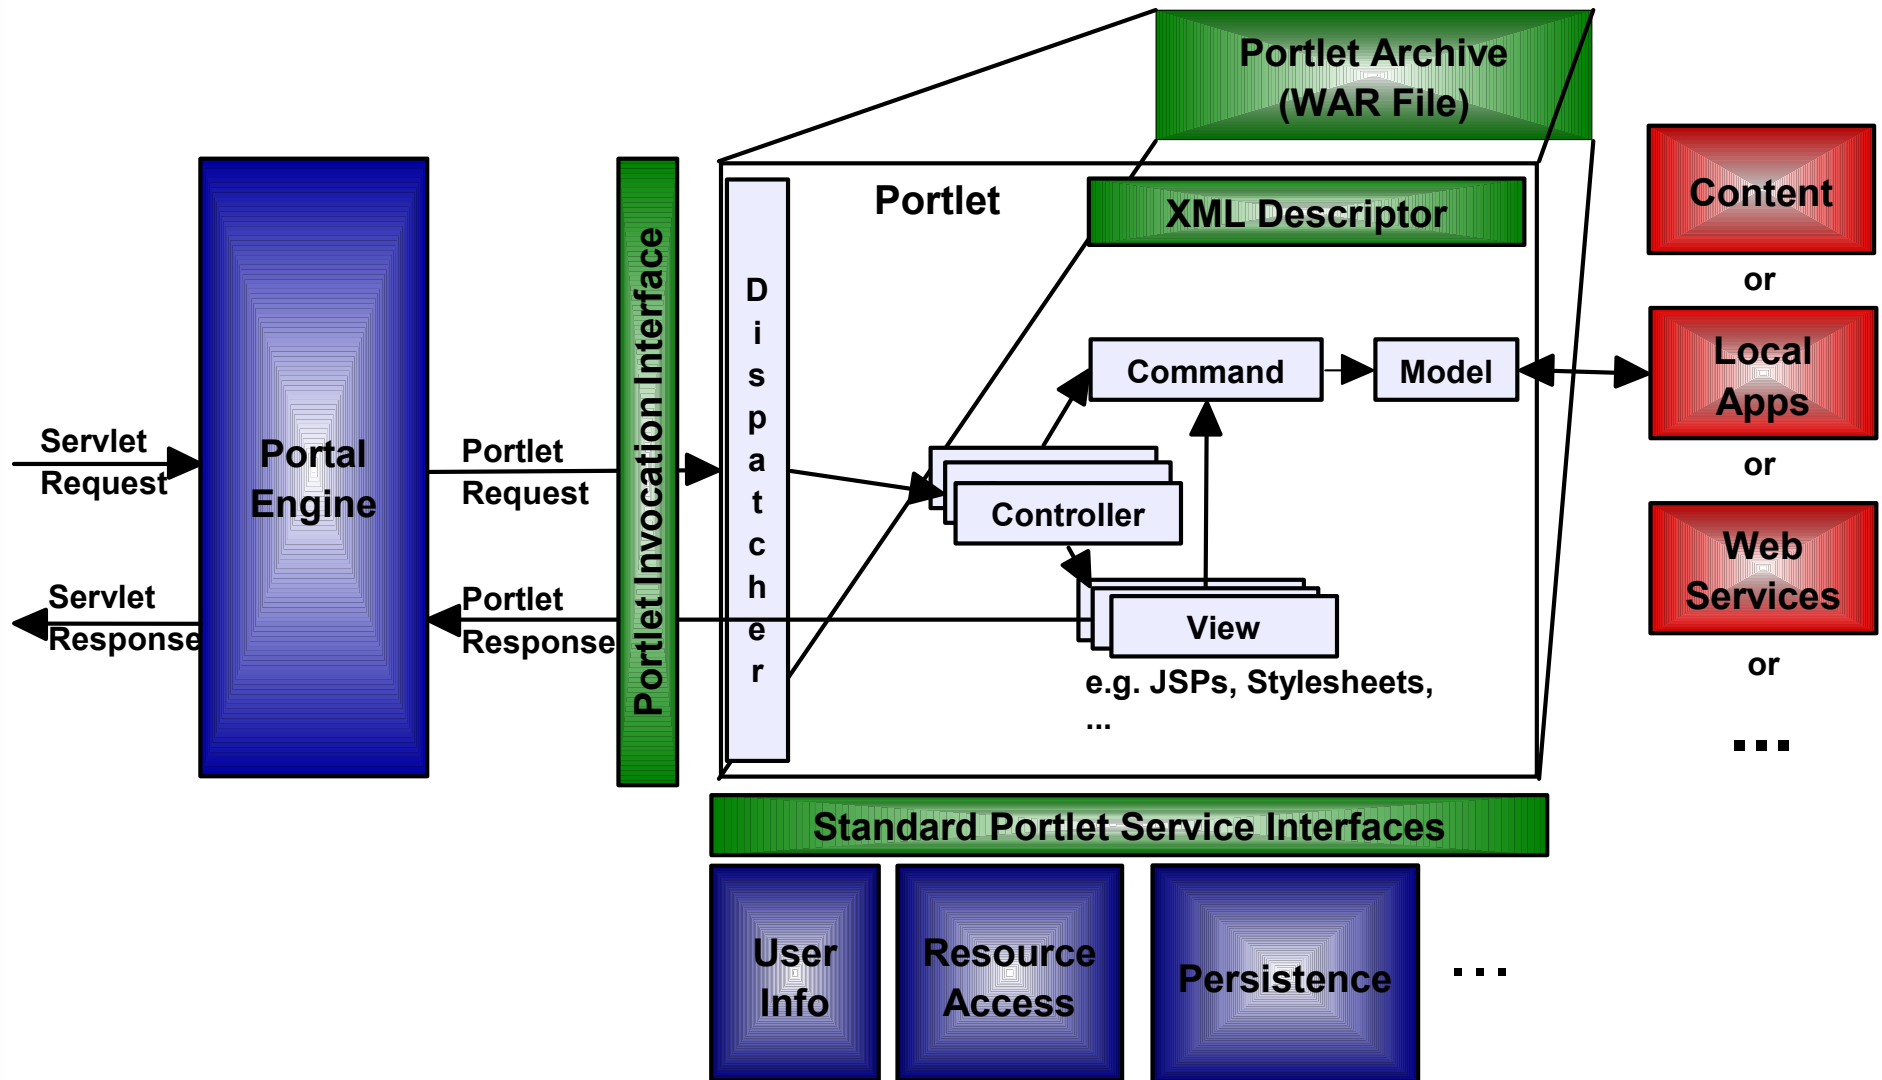 Portlet Archive
(WAR File)
Content
or
Local
Apps
or
Web
Services
or
...
Portlet
XML Descriptor
Dispatcher
Command
Model
Controller
View
e.g. JSPs, Stylesheets,
...
Portlet Invocation Interface
Servlet
Request
Portal
Engine
Portlet
Request
Servlet
Response
Portlet
Response
Standard Portlet Service Interfaces
User
Info
Resource
Access
Persistence
...